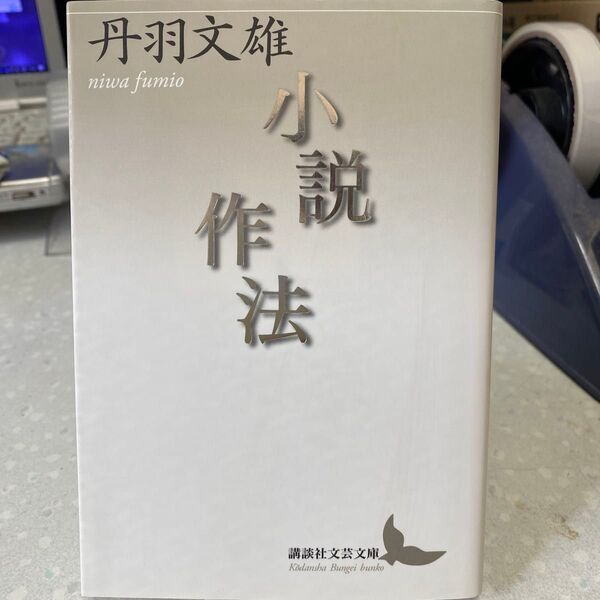 丹羽文雄
niwa fumio
小説
作法
講談社文芸文庫
Kōdansha Bungei bunko